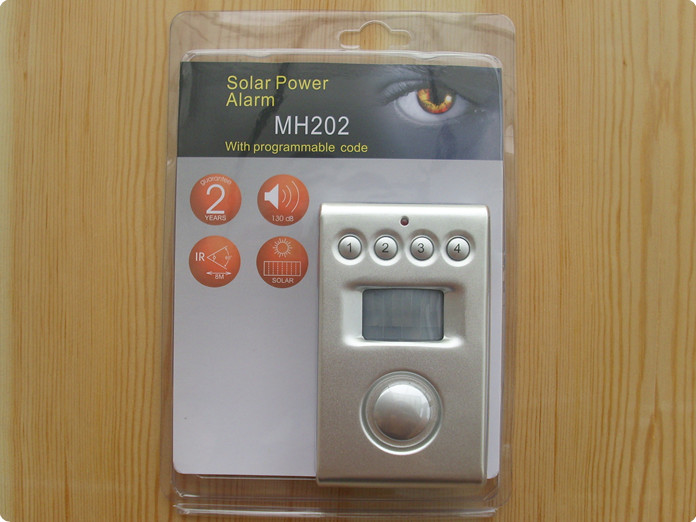 Solar Power
Alarm
MH202
With programmable code
guarantee
2
YEARS
130 dB
IR
8M
SOLAR
1 2 3 4